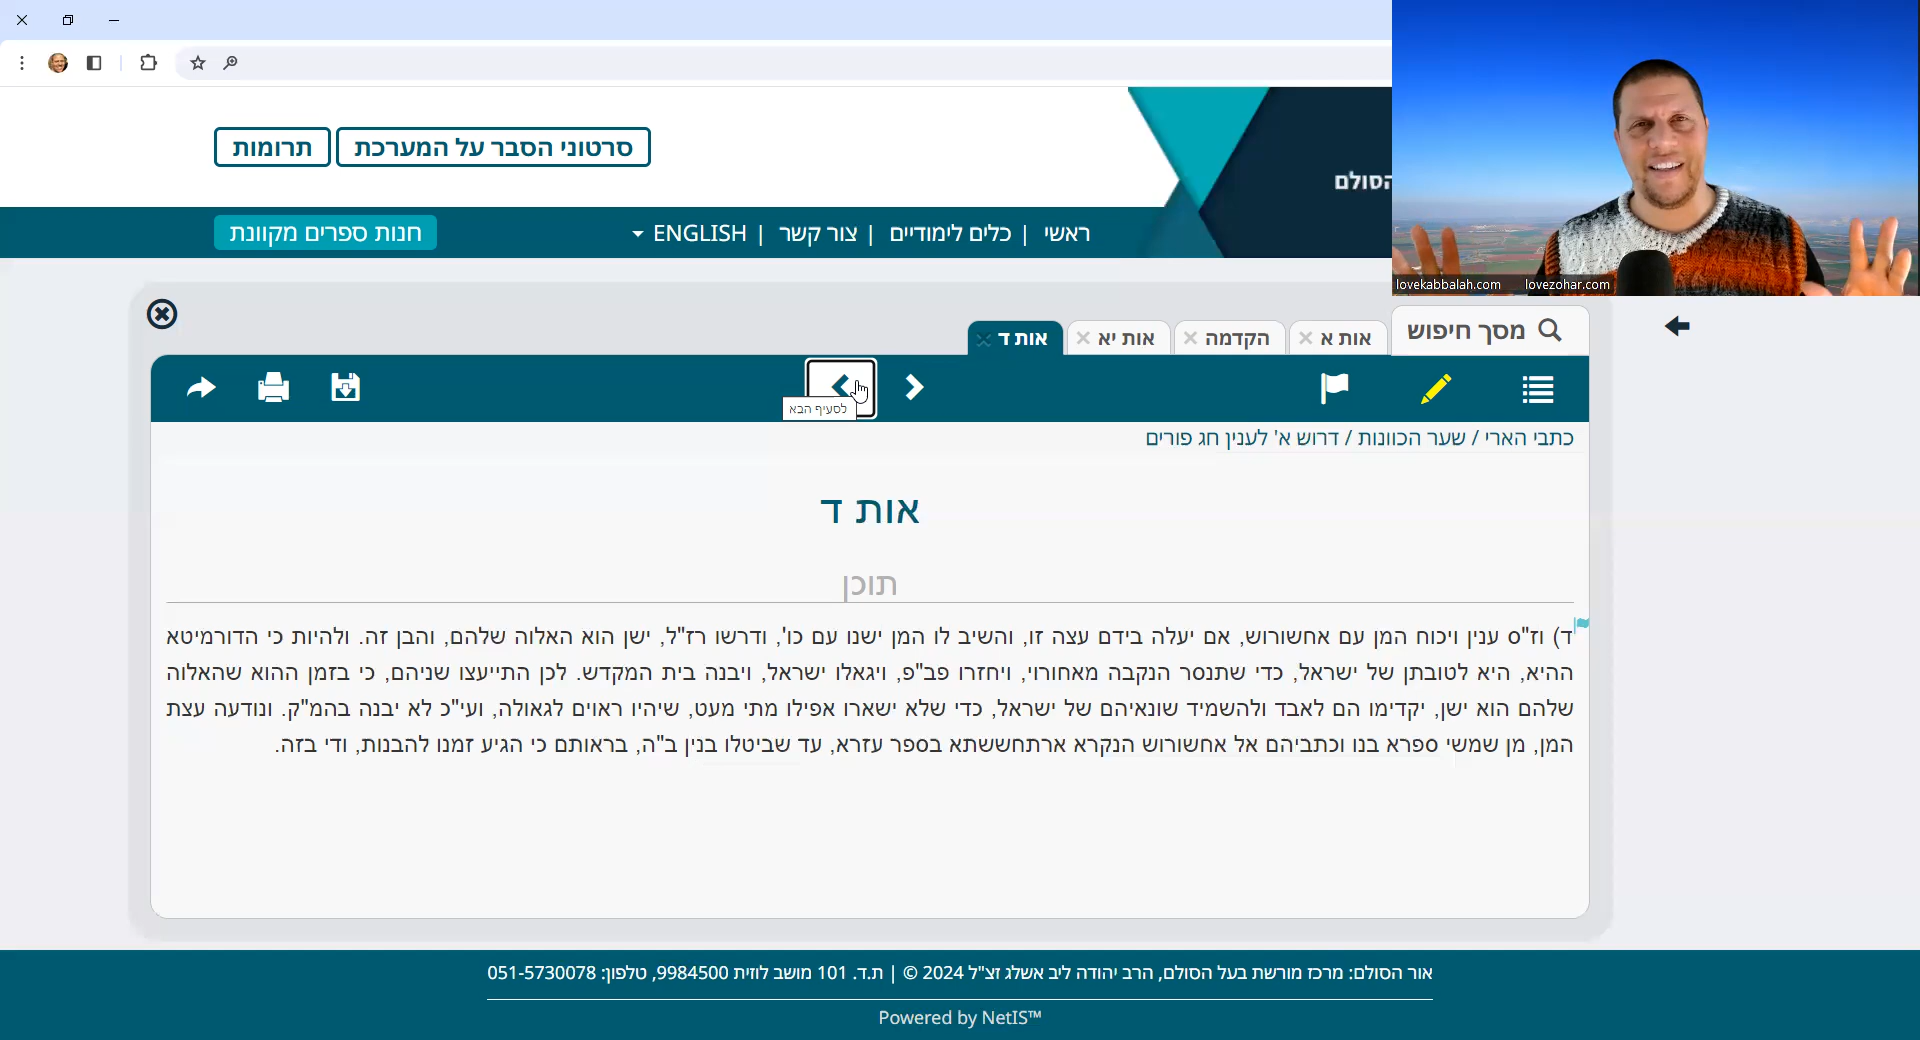 סרטוני הסבר על המערכת
תרומות
הסולם
lovekabbalah.com lovezohar.com
ראשי | כלים לימודיים | צור קשר | ENGLISH
חנות ספרים מקוונת
מסך חיפוש
אות א
הקדמה
אות יא
אות ד
לסעיף הבא
כתבי הארי / שער הכוונות / דרוש א' לענין חג פורים
אות ד
תוכן
ד) וז"ס ענין ויכוח המן עם אחשורוש, אם יעלה בידם עצה זו, והשיב לו המן ישנו עם כו', ודרשו רז"ל, ישן הוא האלוה שלהם, והבן זה. ולהיות כי הדורמיטא
ההיא, היא לטובתן של ישראל, כדי שתנסר הנקבה מאחורוי, ויחזרו פב"פ, ויגאלו ישראל, ויבנה בית המקדש. לכן התייעצו שניהם, כי בזמן ההוא שהאלוה
שלהם הוא ישן, יקדימו הם לאבד ולהשמיד שונאיהם של ישראל, כדי שלא ישארו אפילו מתי מעט, שיהיו ראוים לגאולה, ועי"כ לא יבנה בהמ"ק. ונודעה עצת
המן, מן שמשי ספרא בנו וכתביהם אל אחשורוש הנקרא ארתחששתא בספר עזרא, עד שביטלו בנין ב"ה, בראותם כי הגיע זמנו להבנות, ודי בזה.
אור הסולם: מרכז מורשת בעל הסולם, הרב יהודה ליב אשלג זצ"ל 2024 © | ת.ד. 101 מושב לוזית 9984500, טלפון: 051-5730078
Powered by NetIS™